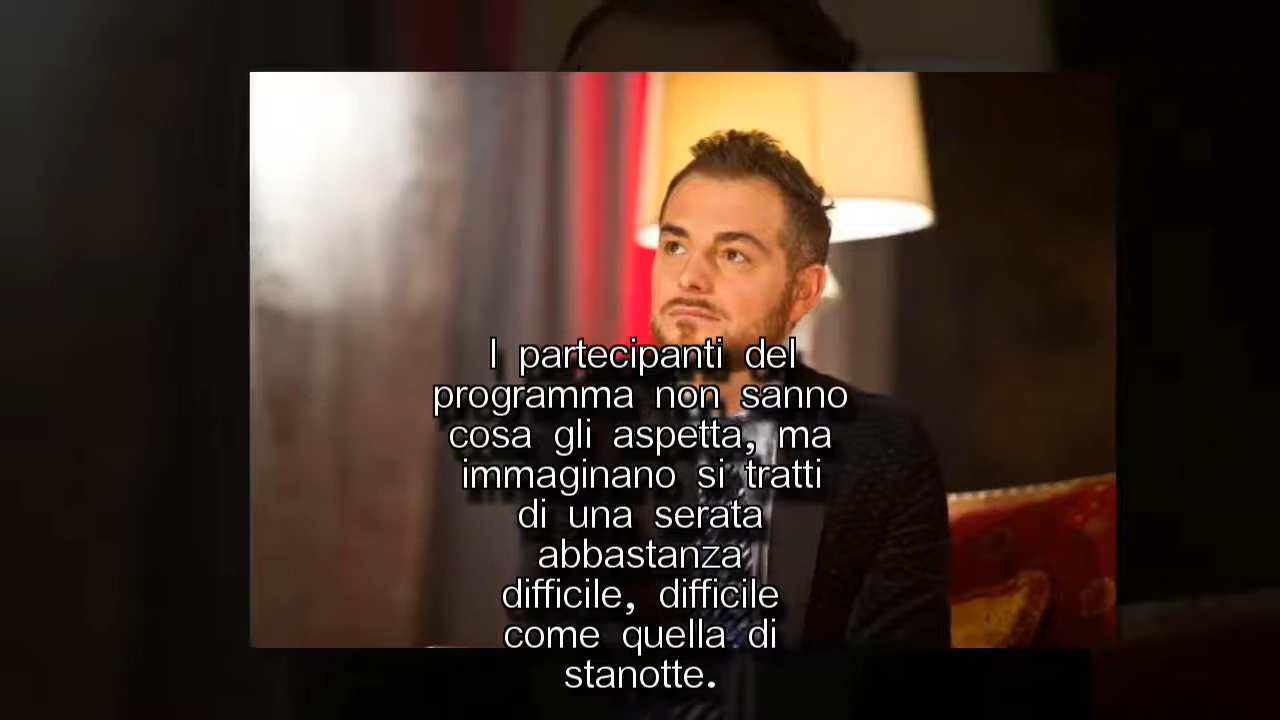 I partecipanti del
programma non sanno
cosa gli aspetta, ma
immaginano si tratti
di una serata
abbastanza
difficile, difficile
come quella di
stanotte.